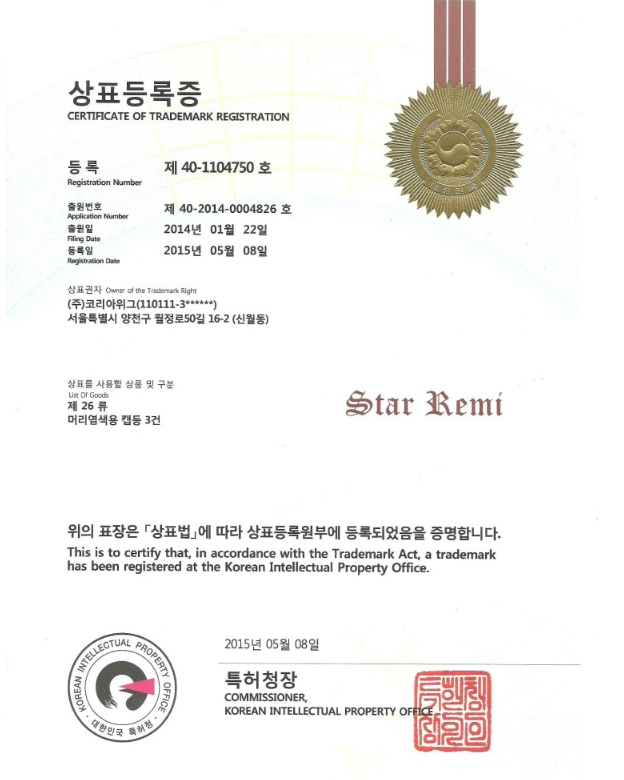 상표등록증
CERTIFICATE OF TRADEMARK REGISTRATION
등록 제 40-1104750 호
Registration Number
출원번호 제 40-2014-0004826 호
Application Number
출원일 2014년 01월 22일
Filing Date
등록일 2015년 05월 08일
Registration Date
상표권자 Owner of the Trademark Right
(주)코리아위그(110111-3******)
서울특별시 양천구 월정로50길 16-2 (신월동)
상표를 사용할 상품 및 구분
List Of Goods
제 26 류
머리염색용 캡등 3건
Star Remi
위의 표장은 「상표법」에 따라 상표등록원부에 등록되었음을 증명합니다.
This is to certify that, in accordance with the Trademark Act, a trademark
has been registered at the Korean Intellectual Property Office.
2015년 05월 08일
특허청장
COMMISSIONER,
KOREAN INTELLECTUAL PROPERTY OFFICE
KOREAN INTELLECTUAL PROPERTY OFFICE
대한민국 특허청